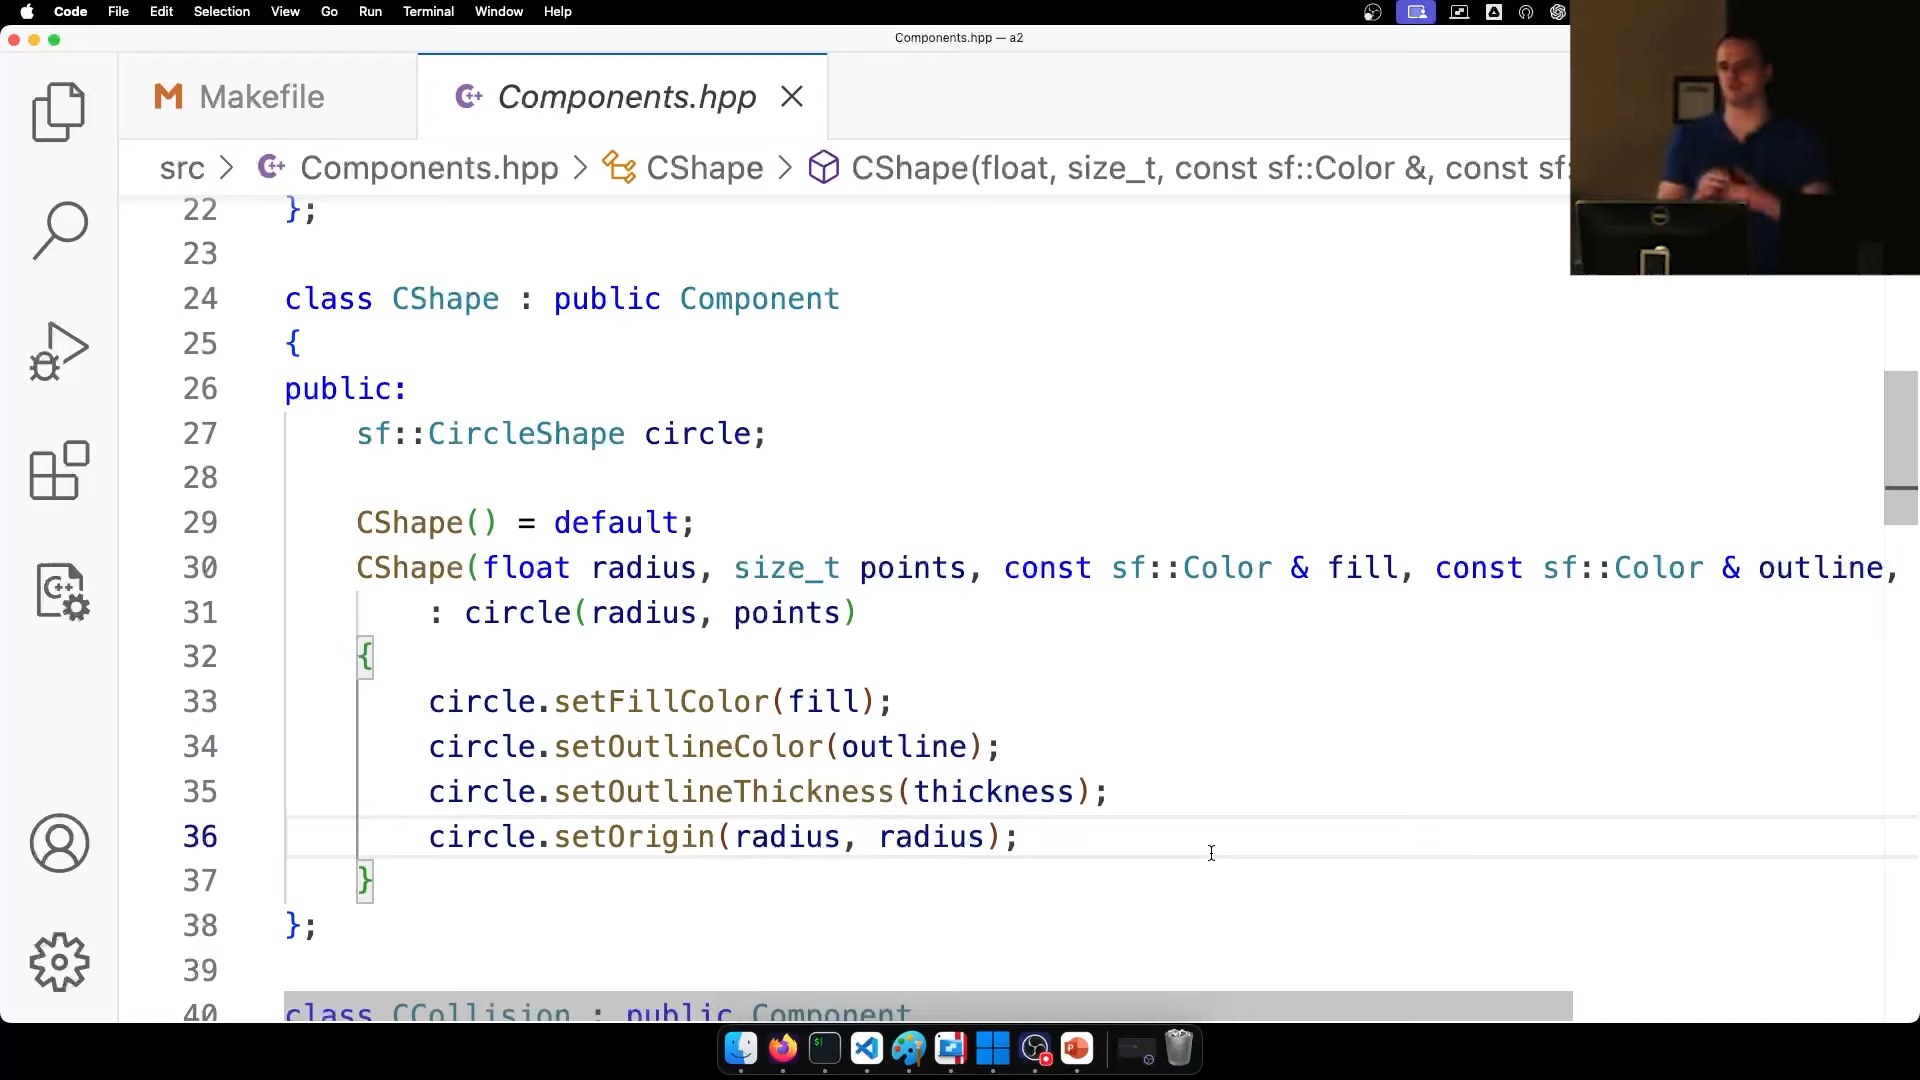 Code File Edit Selection View Go Run Terminal Window Help
Components.hpp — a2
Makefile Components.hpp
src > Components.hpp > CShape > CShape(float, size_t, const sf::Color &, const sf:
22 };
23
24 class CShape : public Component
25 {
26 public:
27 sf::CircleShape circle;
28
29 CShape() = default;
30 CShape(float radius, size_t points, const sf::Color & fill, const sf::Color & outline,
31 : circle(radius, points)
32 {
33 circle.setFillColor(fill);
34 circle.setOutlineColor(outline);
35 circle.setOutlineThickness(thickness);
36 circle.setOrigin(radius, radius);
37 }
38 };
39
40 class CCollision : public Component